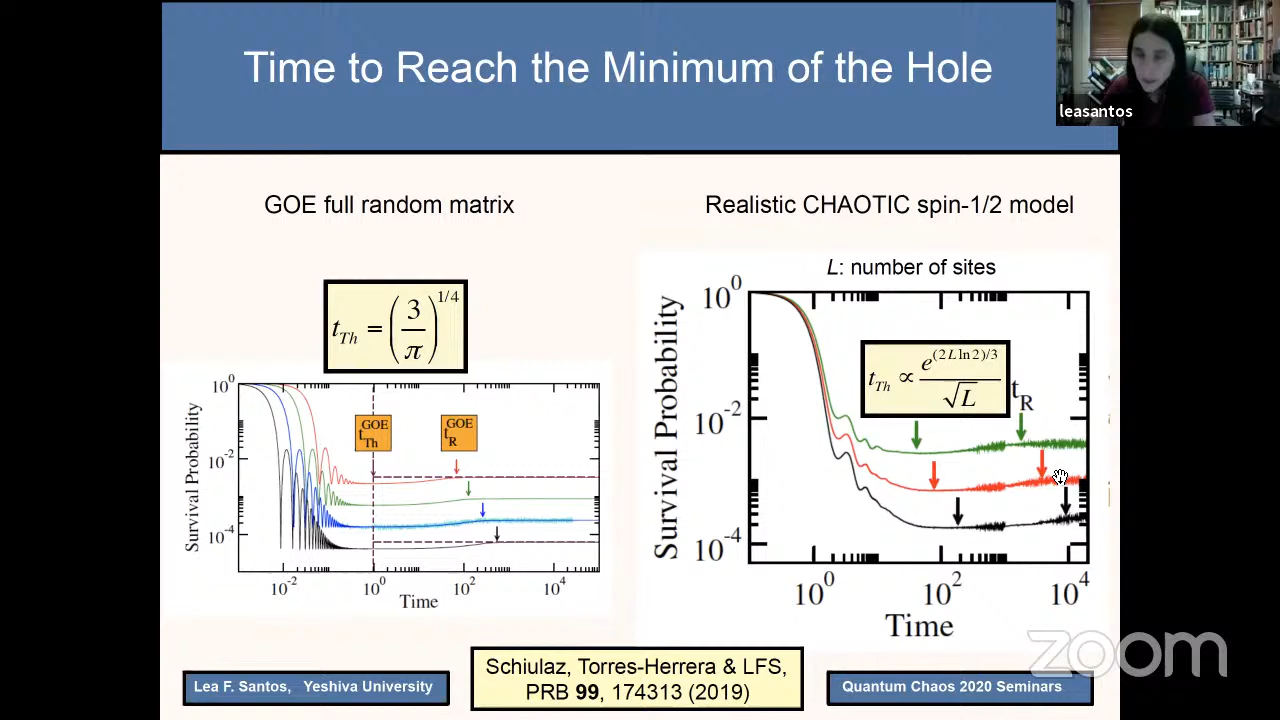 Time to Reach the Minimum of the Hole
leasantos
GOE full random matrix
t_Th = (3/π)^1/4
10^0
10^-2
10^-4
Survival Probability
t_Th^GOE
t_R^GOE
10^-2 10^0 10^2 10^4
Time
Realistic CHAOTIC spin-1/2 model
L: number of sites
10^0
10^-2
10^-4
Survival Probability
t_Th ∝ e^(2L ln2)/3 / √L
t_R
10^0 10^2 10^4
Time
Lea F. Santos, Yeshiva University
Schiulaz, Torres-Herrera & LFS,
PRB 99, 174313 (2019)
Quantum Chaos 2020 Seminars
zoom